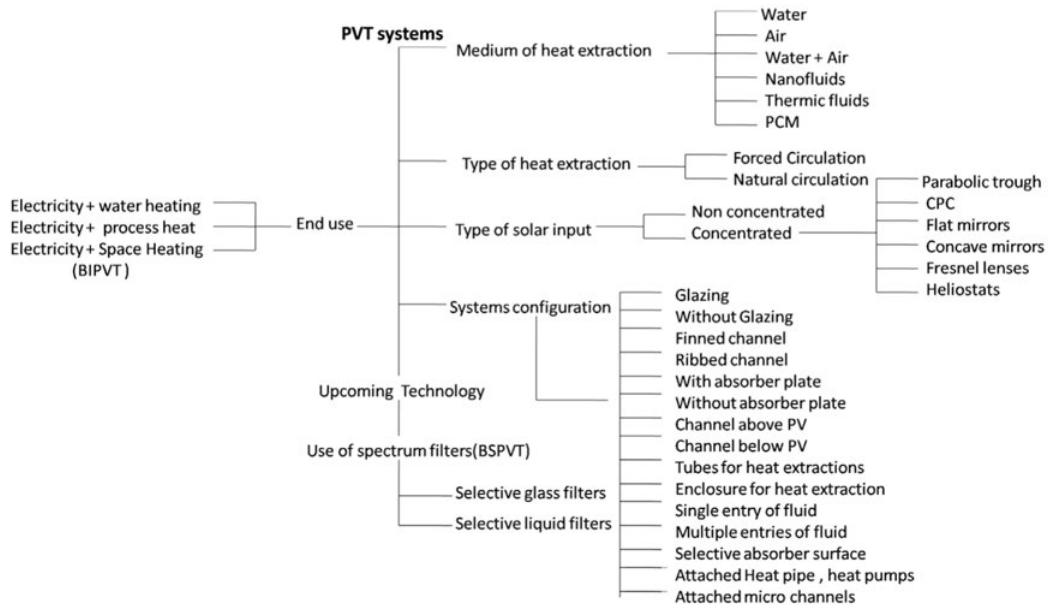 PVT systems
Medium of heat extraction
Water
Air
Water + Air
Nanofluids
Thermic fluids
PCM
Type of heat extraction
Forced Circulation
Natural circulation
Electricity + water heating
Electricity + process heat
Electricity + Space Heating
(BIPVT)
End use
Type of solar input
Non concentrated
Concentrated
Parabolic trough
CPC
Flat mirrors
Concave mirrors
Fresnel lenses
Heliostats
Systems configuration
Glazing
Without Glazing
Finned channel
Ribbed channel
With absorber plate
Without absorber plate
Channel above PV
Channel below PV
Tubes for heat extractions
Enclosure for heat extraction
Single entry of fluid
Multiple entries of fluid
Selective absorber surface
Attached Heat pipe , heat pumps
Attached micro channels
Upcoming Technology
Use of spectrum filters(BSPVT)
Selective glass filters
Selective liquid filters